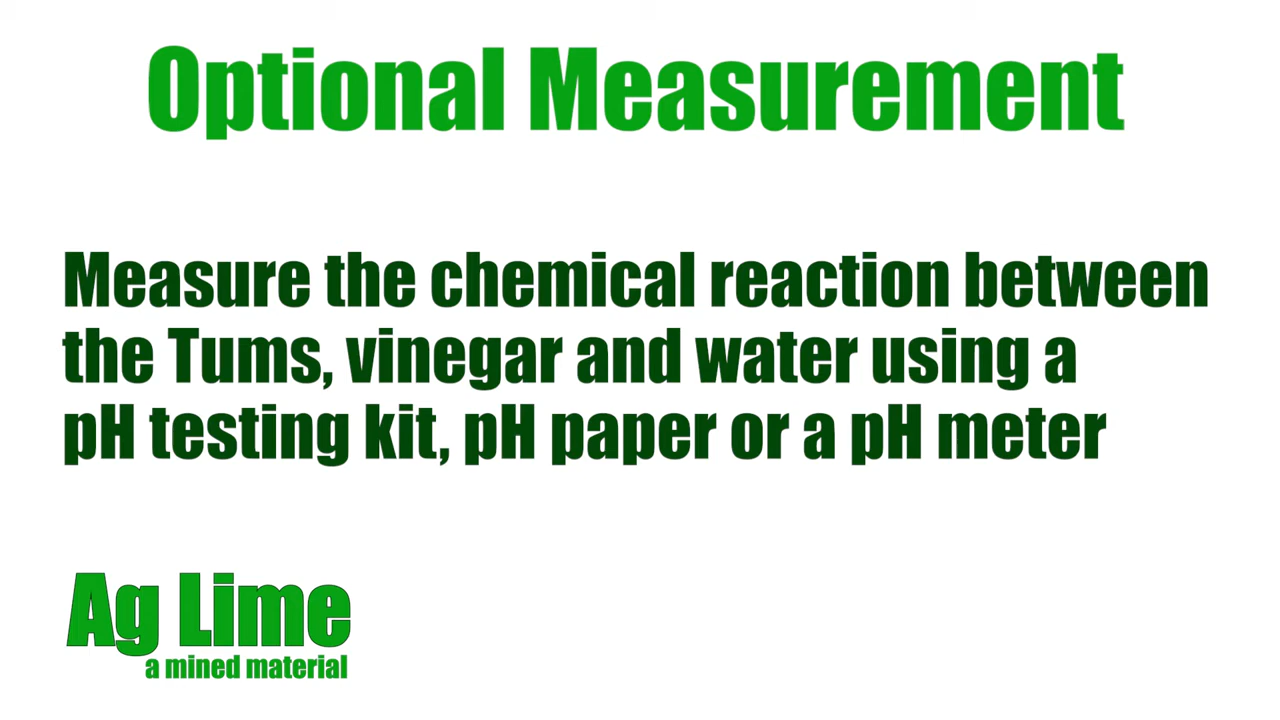 Optional Measurement
Measure the chemical reaction between
the Tums, vinegar and water using a
pH testing kit, pH paper or a pH meter
Ag Lime
a mined material